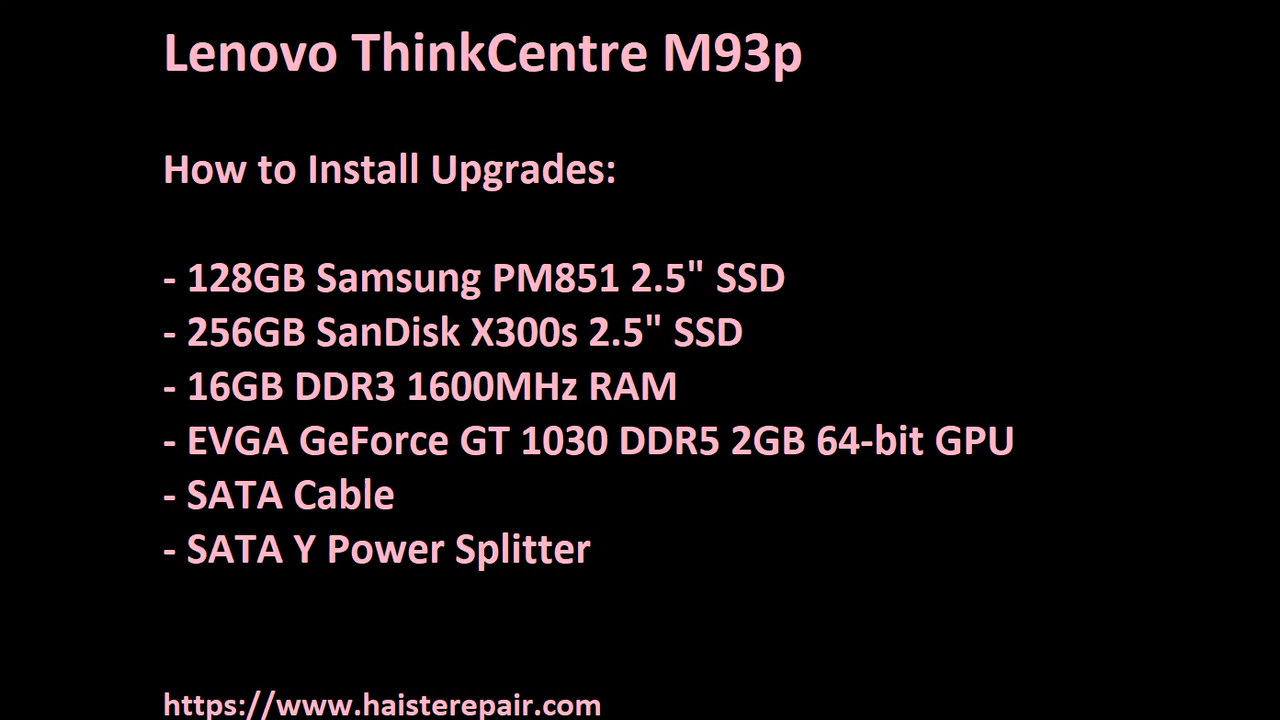 Lenovo ThinkCentre M93p
How to Install Upgrades:
- 128GB Samsung PM851 2.5" SSD
- 256GB SanDisk X300s 2.5" SSD
- 16GB DDR3 1600MHz RAM
- EVGA GeForce GT 1030 DDR5 2GB 64-bit GPU
- SATA Cable
- SATA Y Power Splitter
https://www.haisterepair.com